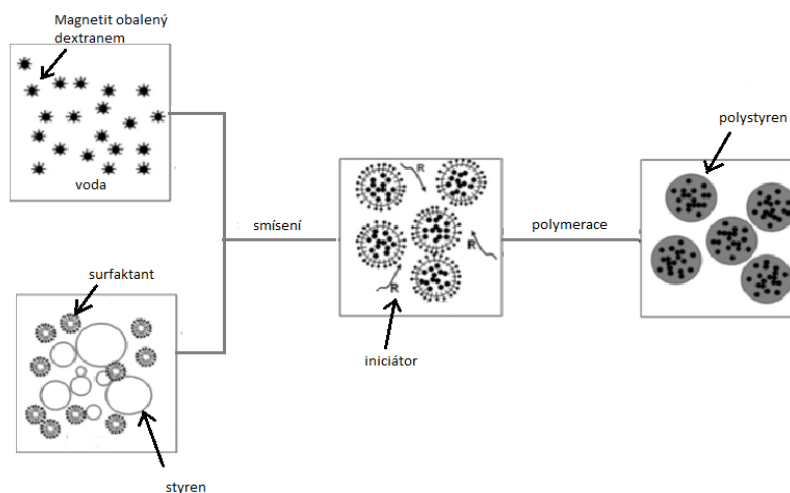 Magnetit obalený
dextranem
voda
surfaktant
styren
smísení
R
R
R
iniciátor
polymerace
polystyren